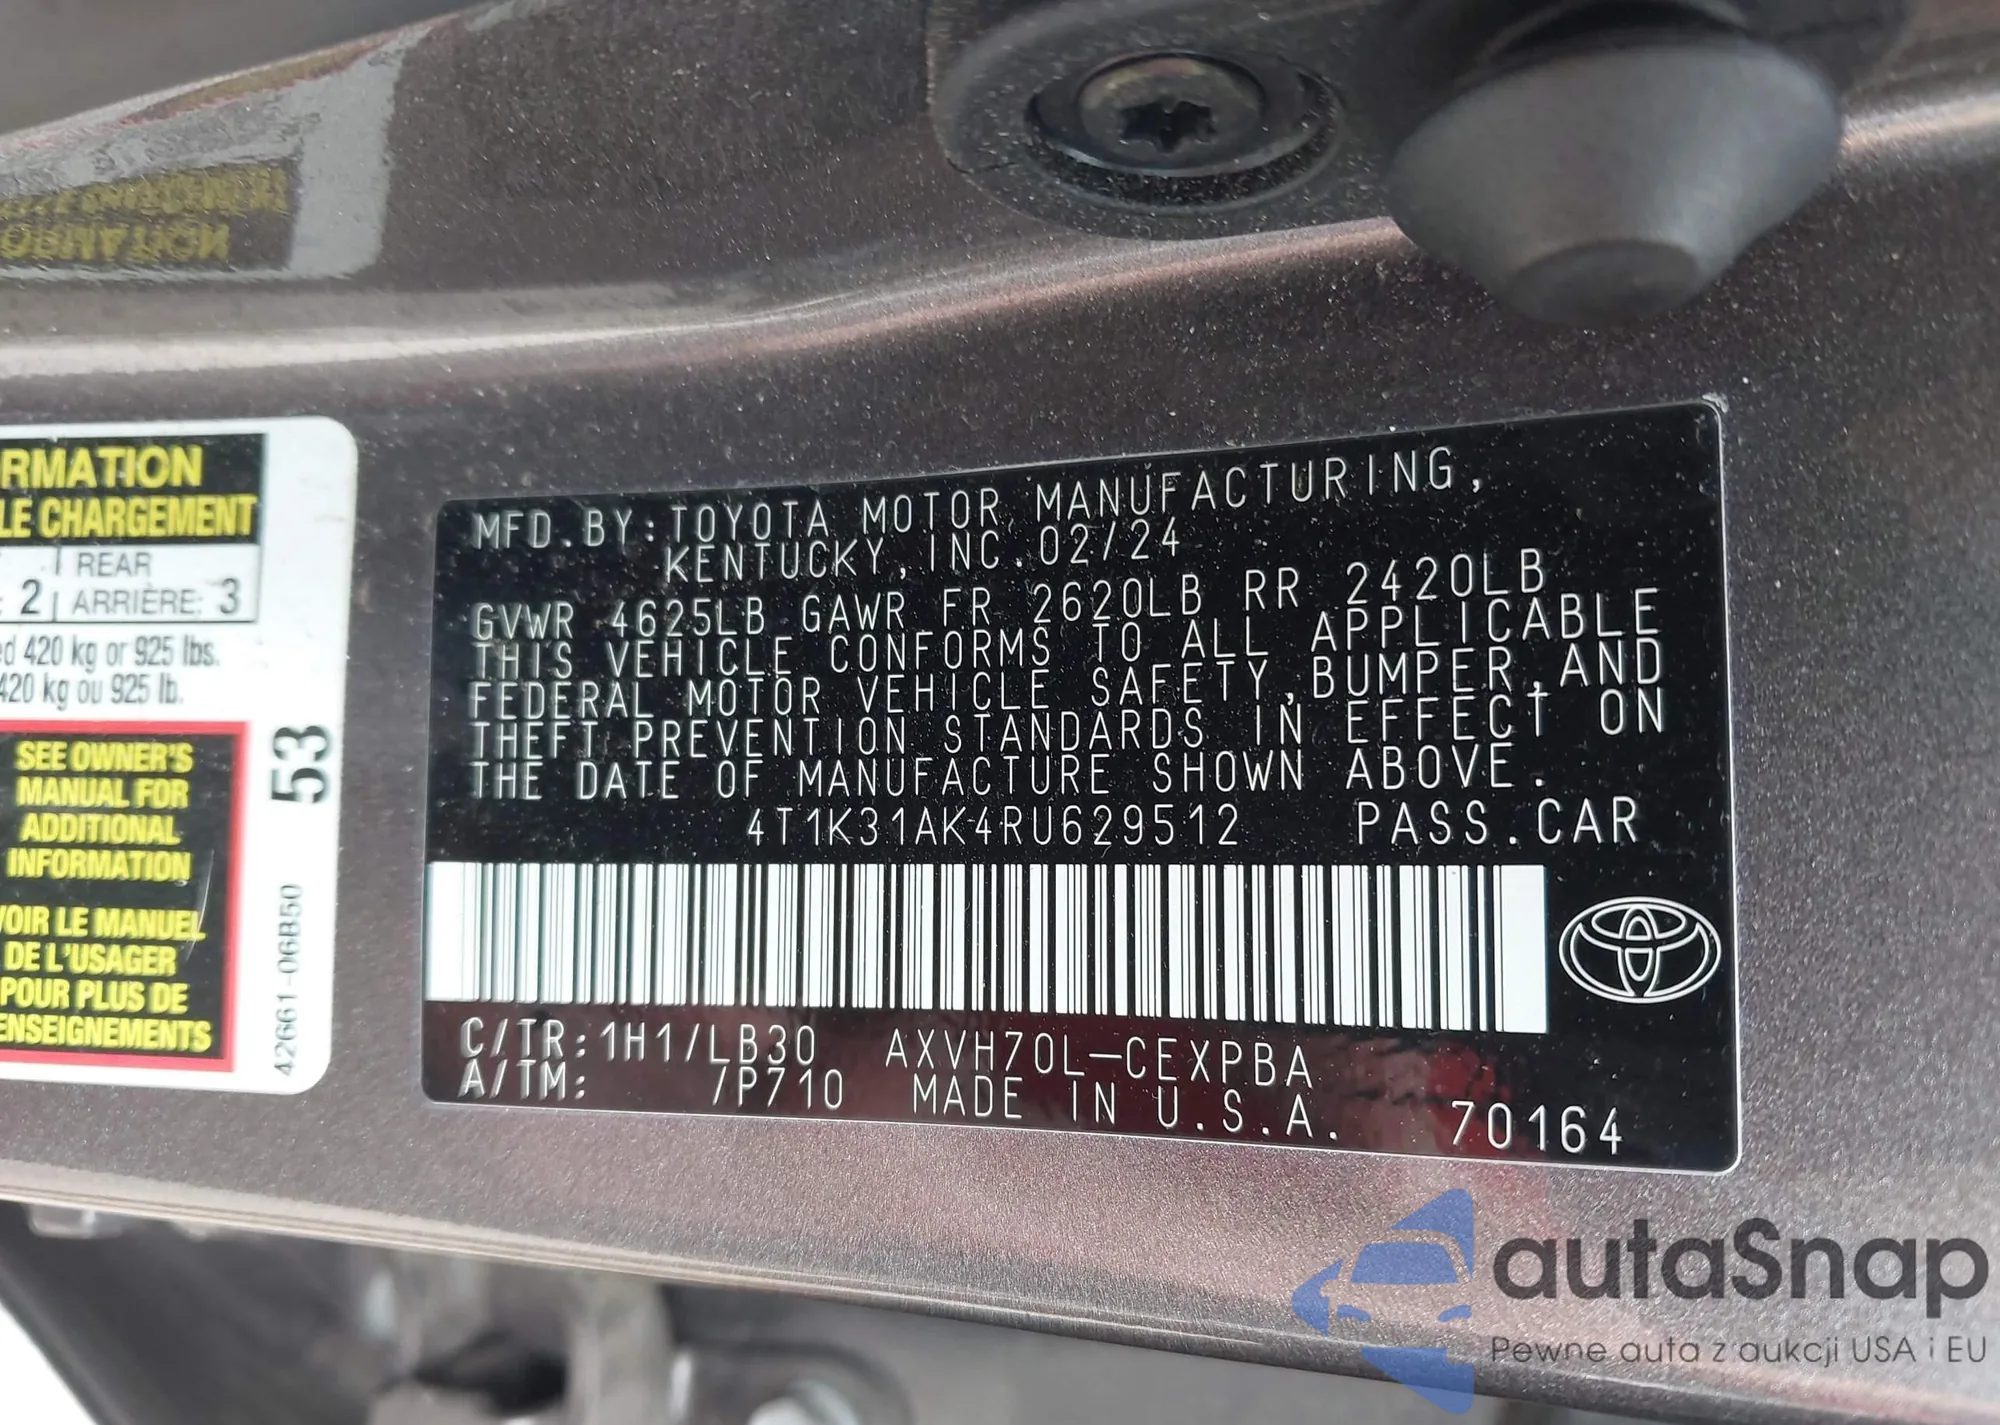 RMATION
LE CHARGEMENT
REAR
2 ARRIÈRE: 3
ed 420 kg or 925 lbs.
420 kg ou 925 lb.
SEE OWNER'S
MANUAL FOR
ADDITIONAL
INFORMATION
VOIR LE MANUEL
DE L'USAGER
POUR PLUS DE
ENSEIGNEMENTS
53
42661-06B50
MFD.BY:TOYOTA MOTOR MANUFACTURING,
KENTUCKY,INC.02/24
GVWR 4625LB GAWR FR 2620LB RR 2420LB
THIS VEHICLE CONFORMS TO ALL APPLICABLE
FEDERAL MOTOR VEHICLE SAFETY,BUMPER,AND
THEFT PREVENTION STANDARDS IN EFFECT ON
THE DATE OF MANUFACTURE SHOWN ABOVE.
4T1K31AK4RU629512 PASS.CAR
C/TR:1H1/LB30 AXVH70L-CEXPBA
A/TM: /P710 MADE IN U.S.A. 70164
autaSnap
Pewne auta z aukcji USA i EU